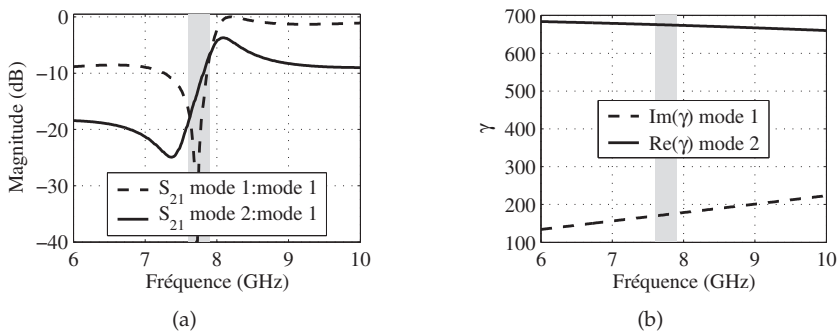 0
−10
−20
−30
−40
Magnitude (dB)
S21 mode 1:mode 1
S21 mode 2:mode 1
6 7 8 9 10
Fréquence (GHz)
(a)
700
600
500
400
300
200
100
γ
Im(γ) mode 1
Re(γ) mode 2
6 7 8 9 10
Fréquence (GHz)
(b)